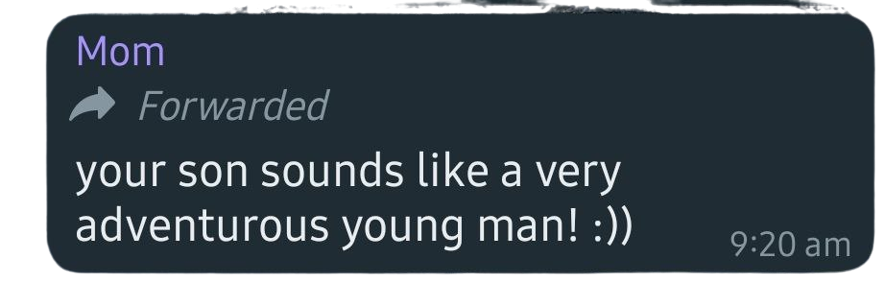 Mom
Forwarded
your son sounds like a very
adventurous young man! :))
9:20 am